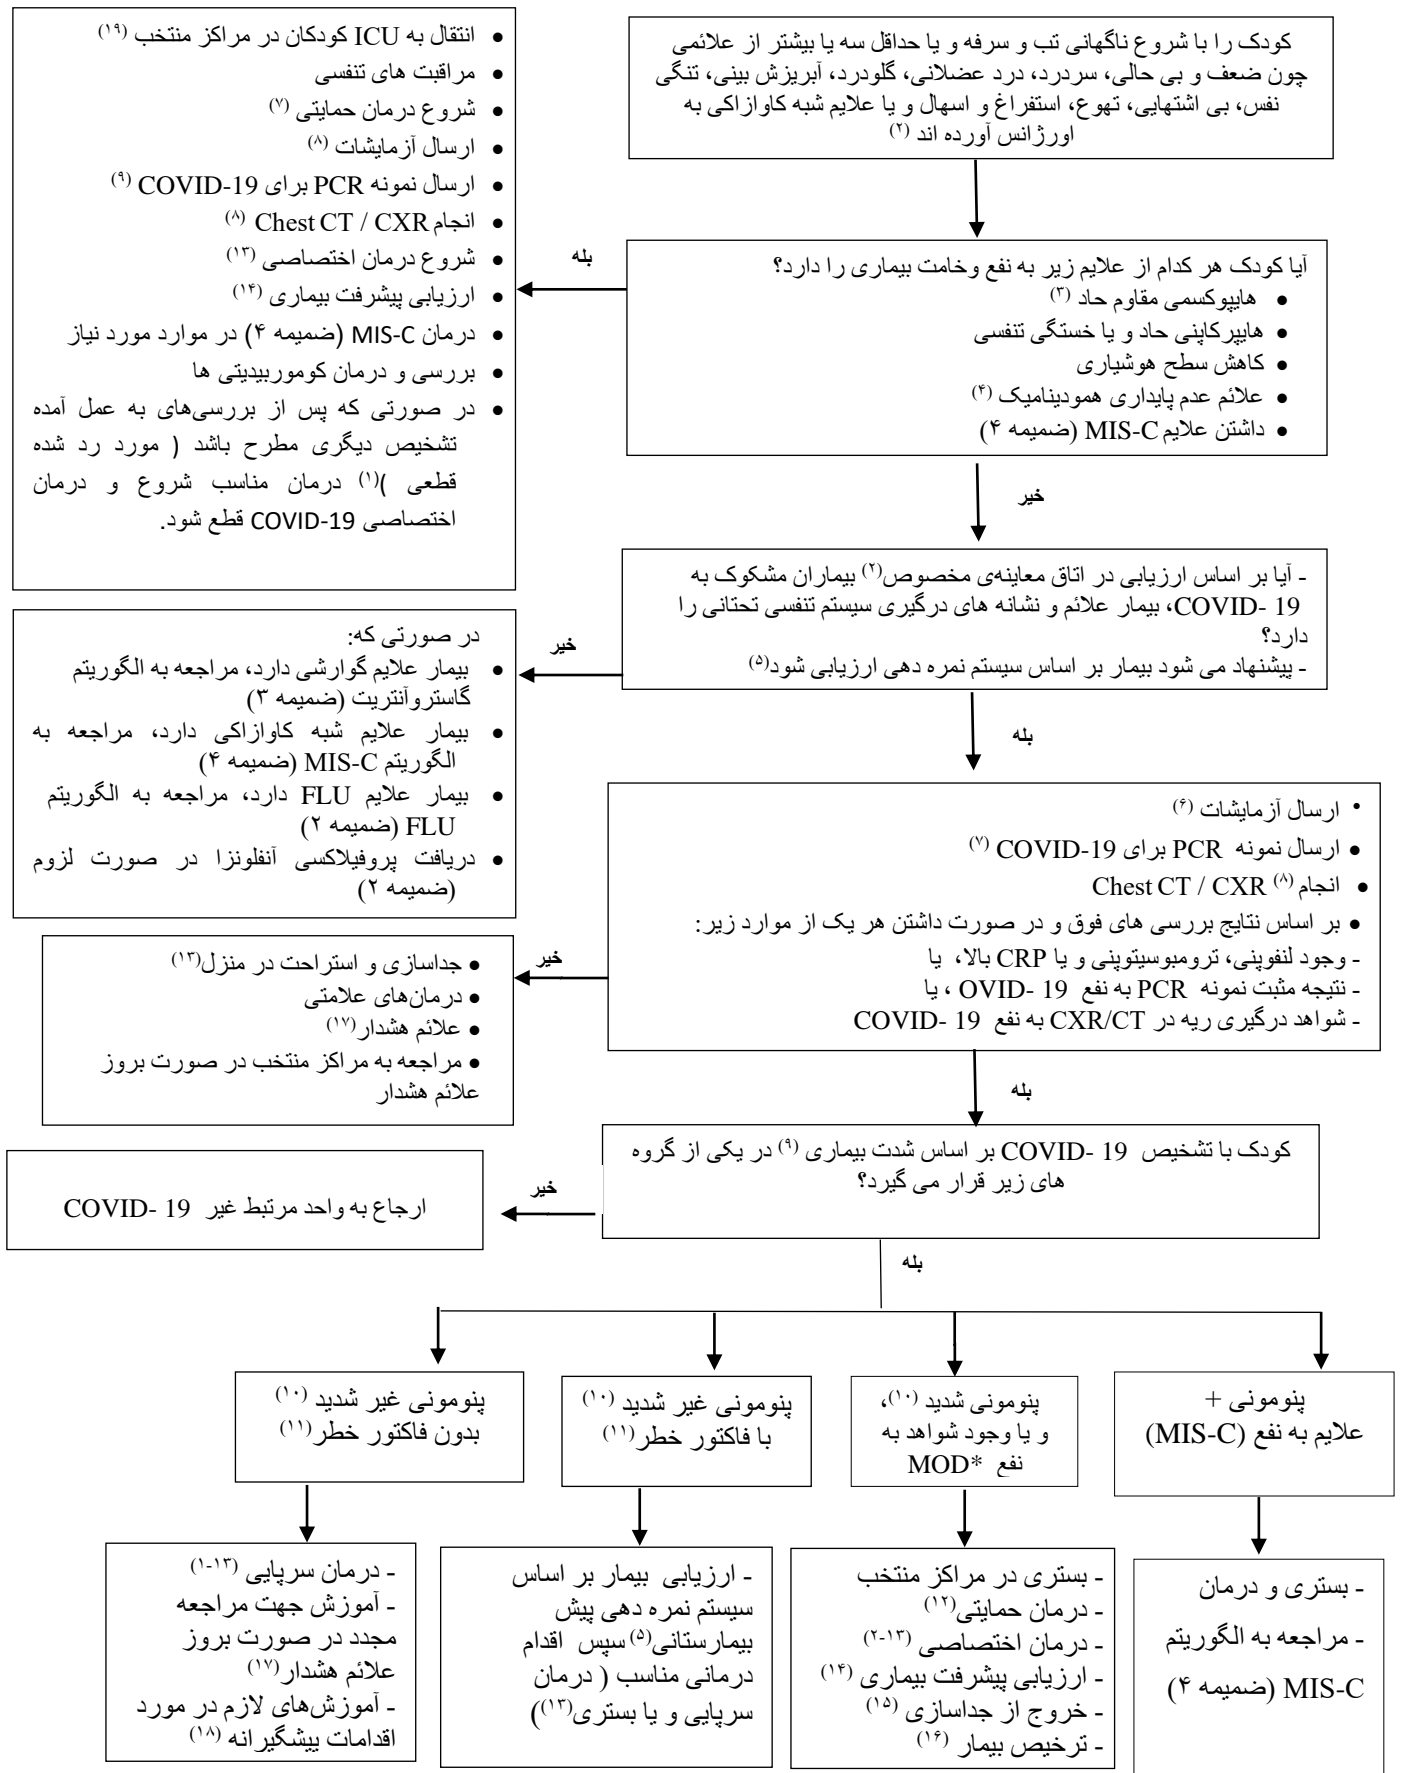 کودک را با شروع ناگهانی تب و سرفه و یا حداقل سه یا بیشتر از علائمی
چون ضعف و بی حالی، سردرد، درد عضلانی، گلودرد، آبریزش بینی، تنگی
نفس، بی اشتهایی، تهوع، استفراغ و اسهال و یا علایم شبه کاوازاکی به
اورژانس آورده اند (۲)
آیا کودک هر کدام از علایم زیر به نفع وخامت بیماری را دارد؟
• هایپوکسمی مقاوم حاد (۳)
• هایپرکاپنی حاد و یا خستگی تنفسی
• کاهش سطح هوشیاری
• علائم عدم پایداری همودینامیک (۴)
• داشتن علایم MIS-C (ضمیمه ۴)
بله
• انتقال به ICU کودکان در مراکز منتخب (۱۹)
• مراقبت های تنفسی
• شروع درمان حمایتی (۷)
• ارسال آزمایشات (۸)
• ارسال نمونه PCR برای COVID-19 (۹)
• انجام Chest CT / CXR (۸)
• شروع درمان اختصاصی (۱۳)
• ارزیابی پیشرفت بیماری (۱۴)
• درمان MIS-C (ضمیمه ۴) در موارد مورد نیاز
• بررسی و درمان کوموربیدیتی ها
• در صورتی که پس از بررسی‌های به عمل آمده
تشخیص دیگری مطرح باشد ( مورد رد شده
قطعی )(۱) درمان مناسب شروع و درمان
اختصاصی COVID-19 قطع شود.
خیر
- آیا بر اساس ارزیابی در اتاق معاینه‌ی مخصوص(۲) بیماران مشکوک به
COVID- 19، بیمار علائم و نشانه های درگیری سیستم تنفسی تحتانی را
دارد؟
- پیشنهاد می شود بیمار بر اساس سیستم نمره دهی ارزیابی شود(۵)
خیر
در صورتی که:
• بیمار علایم گوارشی دارد، مراجعه به الگوریتم
گاستروآنتریت (ضمیمه ۳)
• بیمار علایم شبه کاوازاکی دارد، مراجعه به
الگوریتم MIS-C (ضمیمه ۴)
• بیمار علایم FLU دارد، مراجعه به الگوریتم
FLU (ضمیمه ۲)
• دریافت پروفیلاکسی آنفلونزا در صورت لزوم
(ضمیمه ۲)
بله
• ارسال آزمایشات (۶)
• ارسال نمونه PCR برای COVID-19 (۷)
• انجام Chest CT / CXR (۸)
• بر اساس نتایج بررسی های فوق و در صورت داشتن هر یک از موارد زیر:
- وجود لنفوپنی، ترومبوسیتوپنی و یا CRP بالا، یا
- نتیجه مثبت نمونه PCR به نفع OVID- 19 ، یا
- شواهد درگیری ریه در CXR/CT به نفع COVID- 19
خیر
• جداسازی و استراحت در منزل(۱۳)
• درمان‌های علامتی
• علائم هشدار(۱۷)
• مراجعه به مراکز منتخب در صورت بروز
علائم هشدار
بله
کودک با تشخیص COVID- 19 بر اساس شدت بیماری (۹) در یکی از گروه
های زیر قرار می گیرد؟
خیر
ارجاع به واحد مرتبط غیر COVID- 19
بله
پنومونی +
علایم به نفع (MIS-C)
پنومونی شدید (۱۰)،
و یا وجود شواهد به
نفع MOD*
پنومونی غیر شدید (۱۰)
با فاکتور خطر(۱۱)
پنومونی غیر شدید (۱۰)
بدون فاکتور خطر(۱۱)
- بستری و درمان
- مراجعه به الگوریتم
MIS-C (ضمیمه ۴)
- بستری در مراکز منتخب
- درمان حمایتی(۱۲)
- درمان اختصاصی (۱۳-۲)
- ارزیابی پیشرفت بیماری (۱۴)
- خروج از جداسازی (۱۵)
- ترخیص بیمار (۱۶)
- ارزیابی بیمار بر اساس
سیستم نمره دهی پیش
بیمارستانی(۵) سپس اقدام
درمانی مناسب ( درمان
سرپایی و یا بستری(۱۳))
- درمان سرپایی (۱۳-۱)
- آموزش جهت مراجعه
مجدد در صورت بروز
علائم هشدار(۱۷)
- آموزش‌های لازم در مورد
اقدامات پیشگیرانه (۱۸)